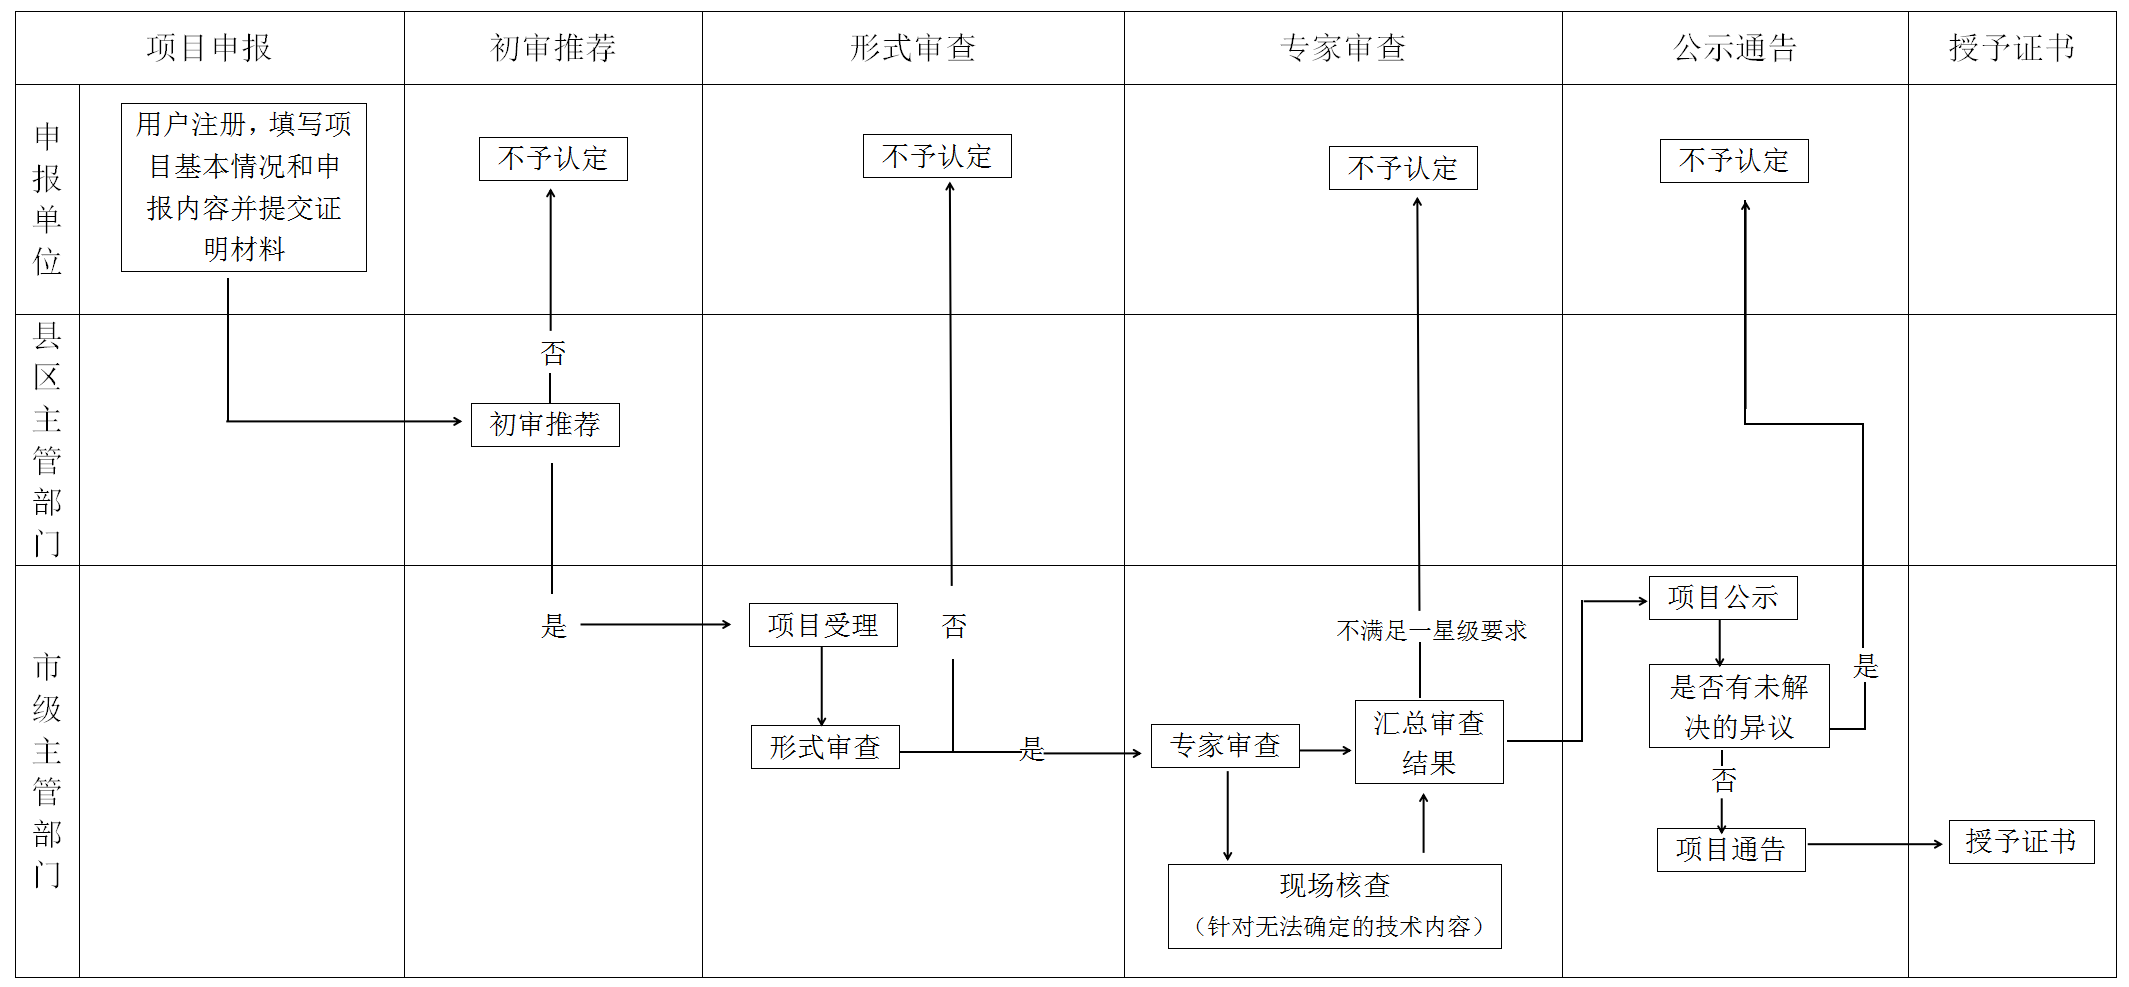 项目申报
初审推荐
形式审查
专家审查
公示通告
授予证书
申报单位
用户注册，填写项
目基本情况和申
报内容并提交证
明材料
不予认定
不予认定
不予认定
不予认定
县区主管部门
否
初审推荐
市级主管部门
是
项目受理
否
形式审查
是
不满足一星级要求
专家审查
汇总审查
结果
现场核查
（针对无法确定的技术内容）
项目公示
是否有未解
决的异议
是
否
项目通告
授予证书